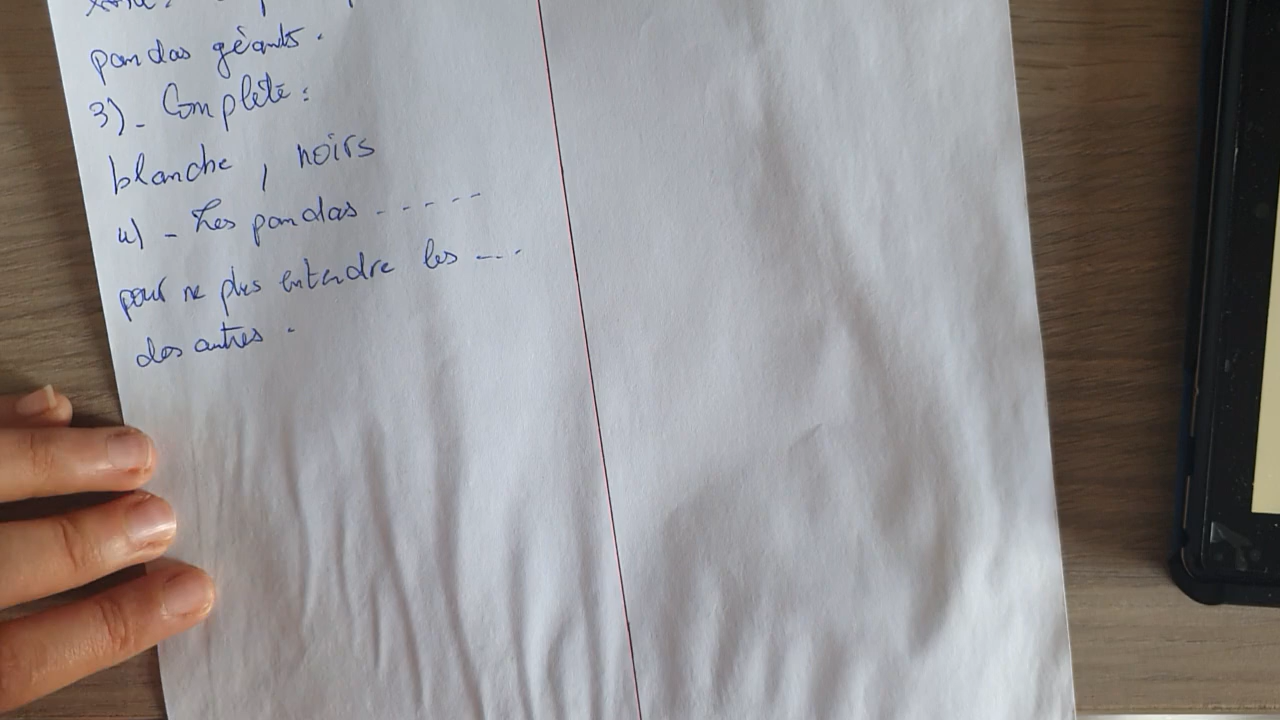 pandas géants.
3)- Complète :
blanche, noirs
4) - Les pandas - - - - -
pour ne plus entendre les - - -
des autres.